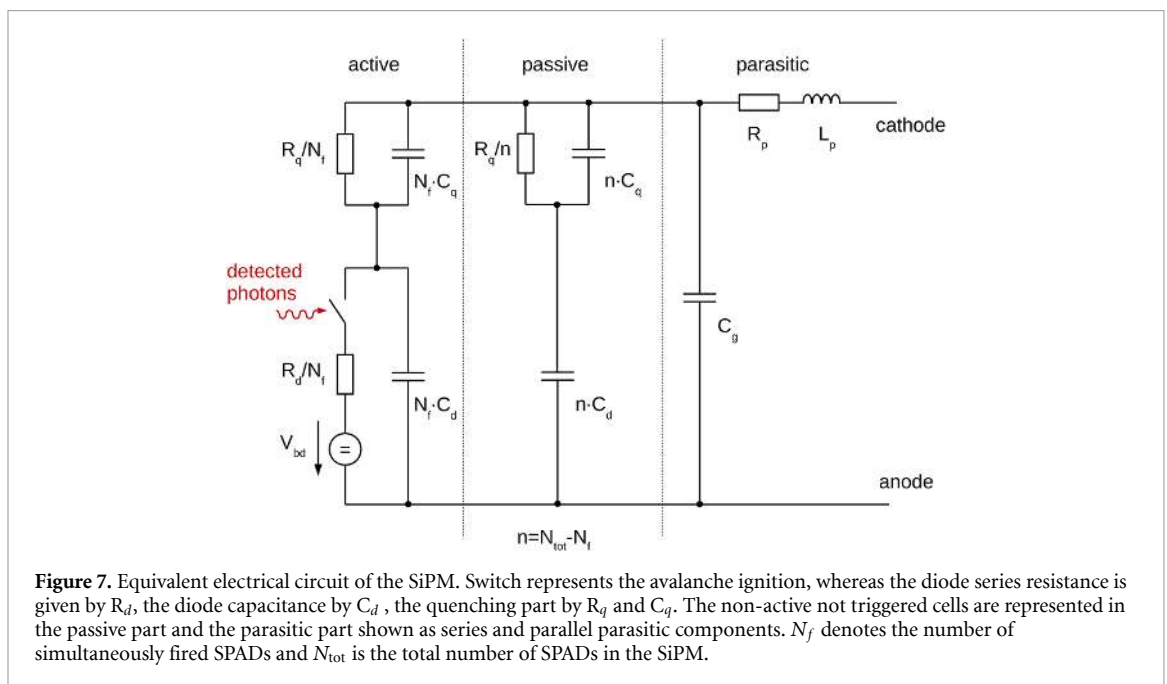 active
passive
parasitic
R_q/N_f
N_f·C_q
R_q/n
n·C_q
R_p
L_p
cathode
detected
photons
C_g
R_d/N_f
N_f·C_d
n·C_d
V_bd
=
anode
n=N_tot-N_f
Figure 7. Equivalent electrical circuit of the SiPM. Switch represents the avalanche ignition, whereas the diode series resistance is
given by R_d, the diode capacitance by C_d , the quenching part by R_q and C_q. The non-active not triggered cells are represented in
the passive part and the parasitic part shown as series and parallel parasitic components. N_f denotes the number of
simultaneously fired SPADs and N_tot is the total number of SPADs in the SiPM.